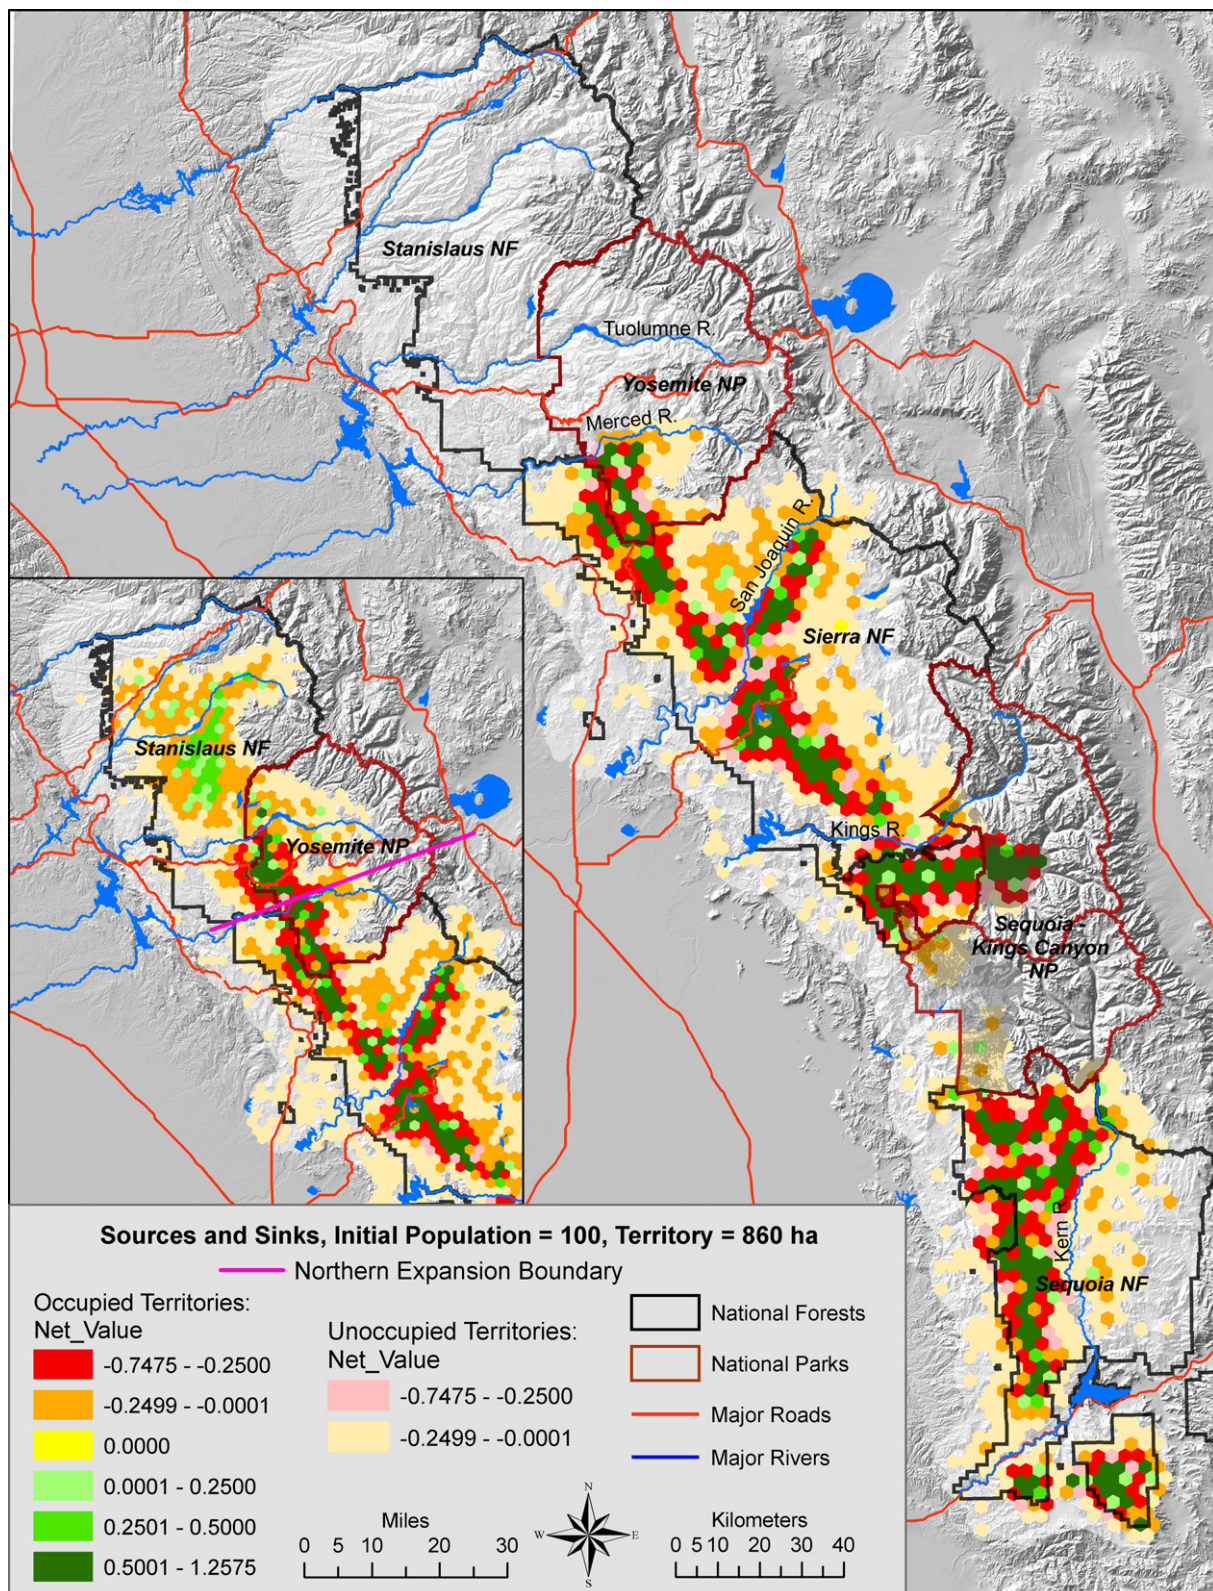 Stanislaus NF
Tuolumne R.
Yosemite NP
Merced R.
San Joaquin R.
Sierra NF
Kings R.
Sequoia -
Kings Canyon
NP
Kern R.
Sequoia NF
Stanislaus NF
Yosemite NP
Sources and Sinks, Initial Population = 100, Territory = 860 ha
Northern Expansion Boundary
Occupied Territories:
Net_Value
-0.7475 - -0.2500
-0.2499 - -0.0001
0.0000
0.0001 - 0.2500
0.2501 - 0.5000
0.5001 - 1.2575
Unoccupied Territories:
Net_Value
-0.7475 - -0.2500
-0.2499 - -0.0001
National Forests
National Parks
Major Roads
Major Rivers
Miles
0 5 10 20 30
N
W E
S
Kilometers
0 5 10 20 30 40